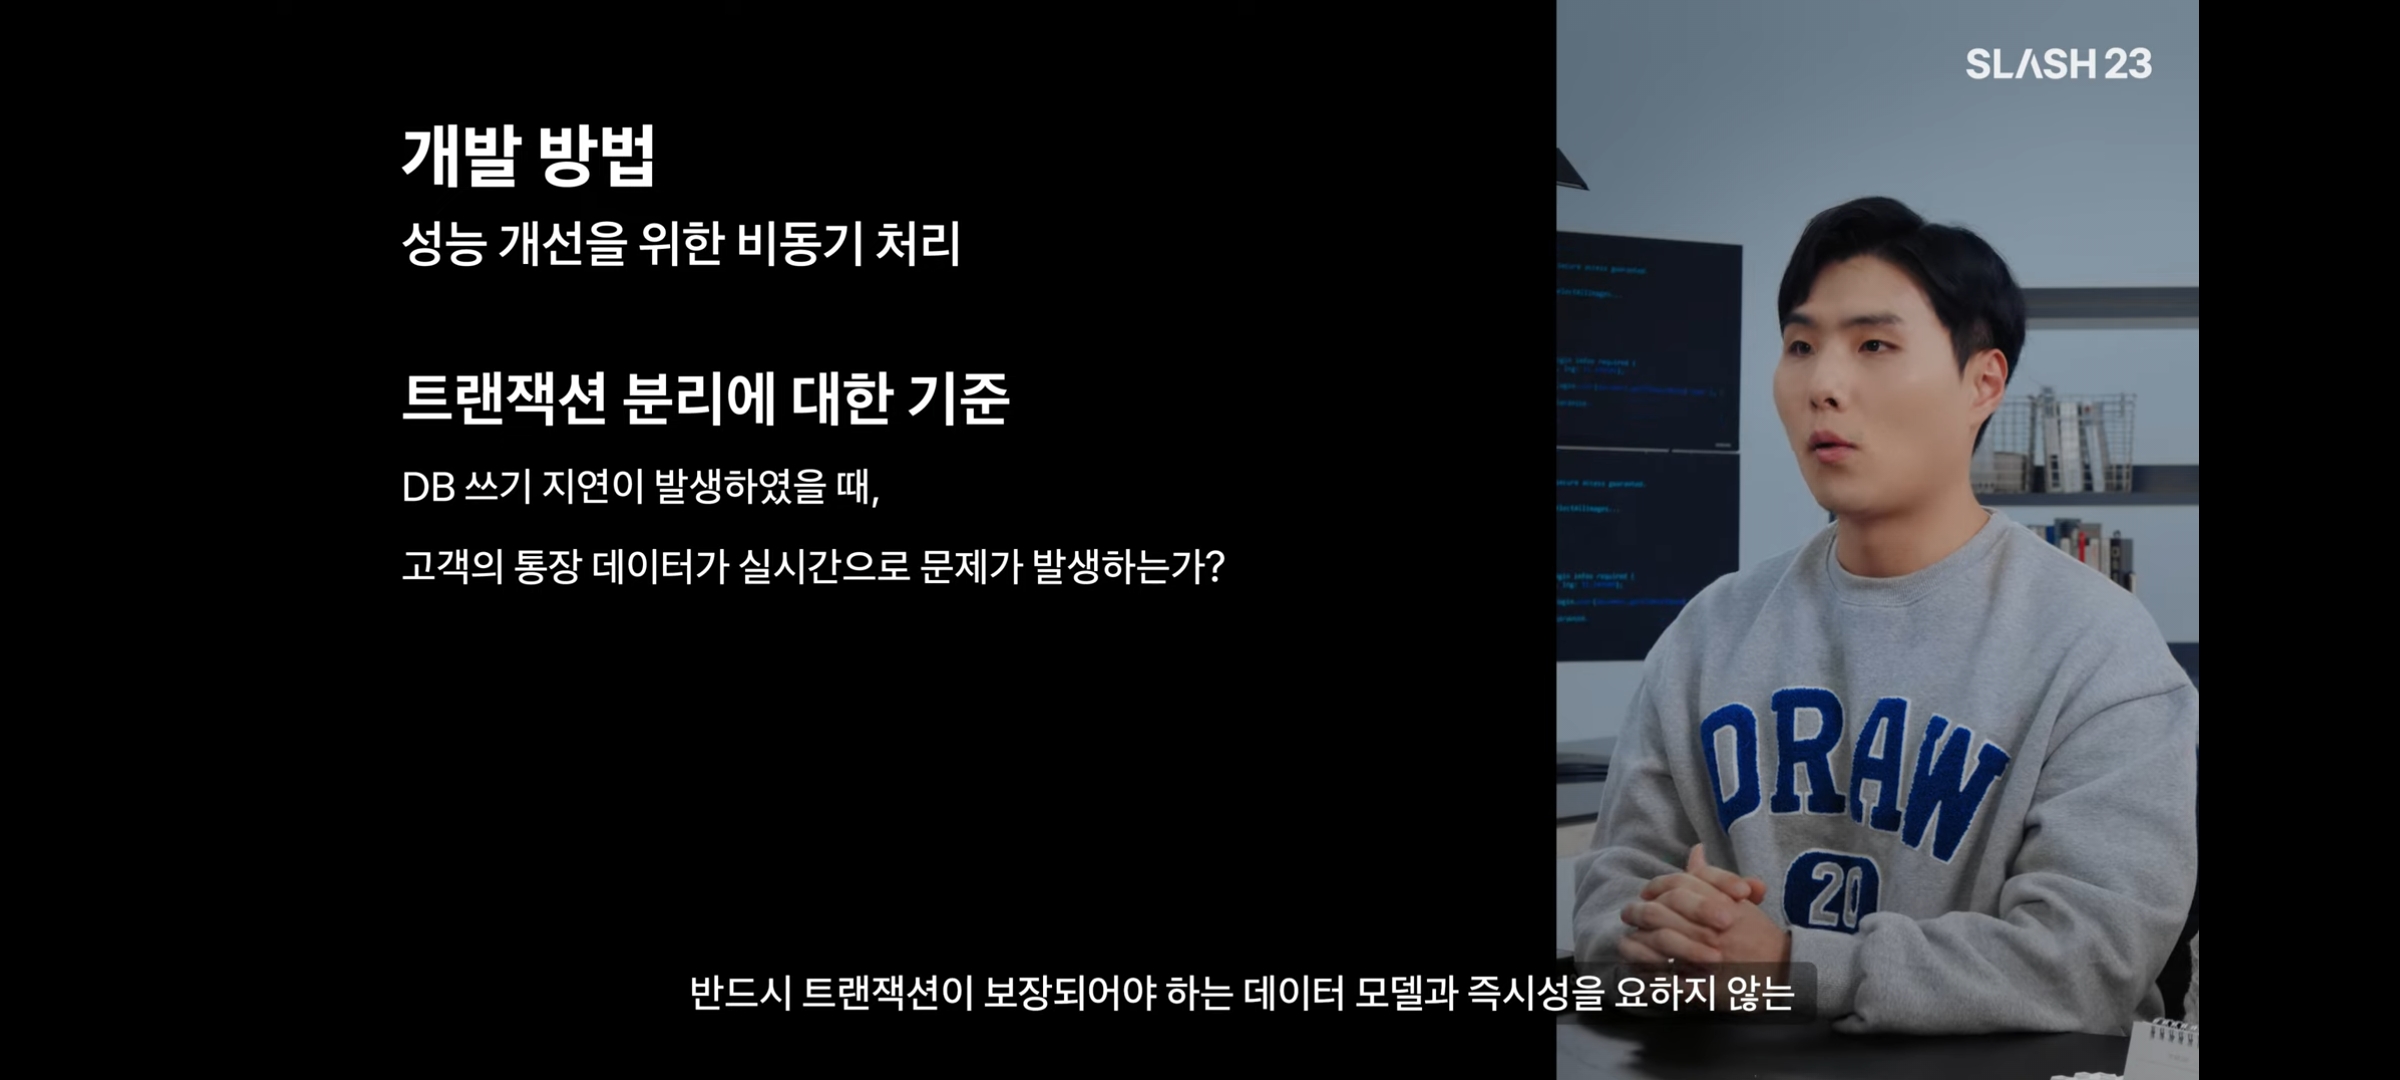 SLASH 23
개발 방법
성능 개선을 위한 비동기 처리
트랜잭션 분리에 대한 기준
DB 쓰기 지연이 발생하였을 때,
고객의 통장 데이터가 실시간으로 문제가 발생하는가?
DRAW
20
반드시 트랜잭션이 보장되어야 하는 데이터 모델과 즉시성을 요하지 않는